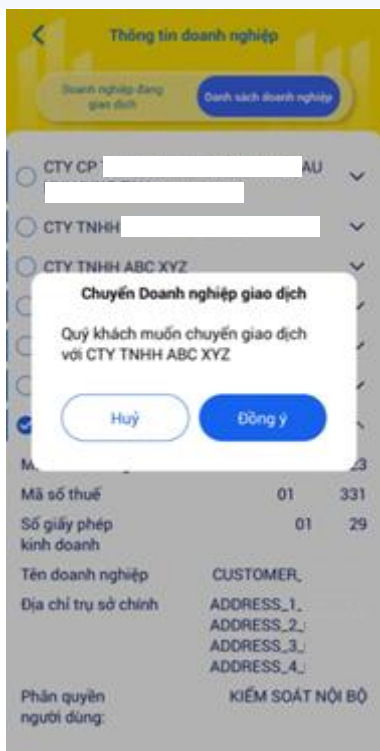 Thông tin doanh nghiệp
Doanh nghiệp đang
giao dịch
Danh sách doanh nghiệp
CTY CP AU
CTY TNHH
CTY TNHH ABC XYZ
Chuyển Doanh nghiệp giao dịch
Quý khách muốn chuyển giao dịch
với CTY TNHH ABC XYZ
Huỷ
Đồng ý
Mã số thuế 01 331
Số giấy phép
kinh doanh
01 29
Tên doanh nghiệp CUSTOMER_
Địa chỉ trụ sở chính ADDRESS_1_
ADDRESS_2_
ADDRESS_3_
ADDRESS_4_
Phân quyền
người dùng:
KIỂM SOÁT NỘI BỘ